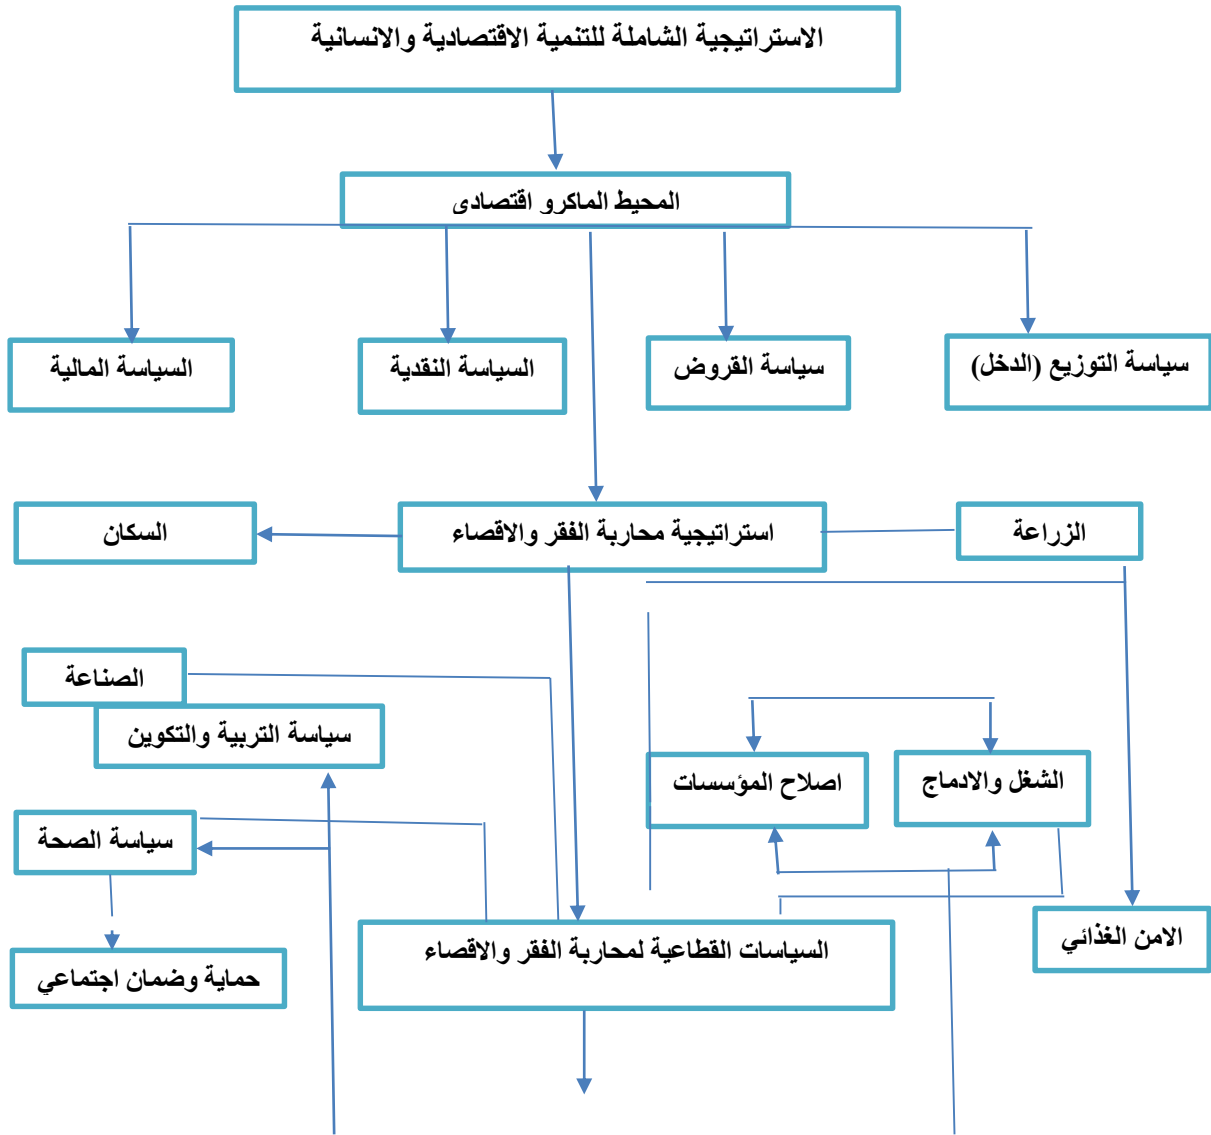 الاستراتيجية الشاملة للتنمية الاقتصادية والانسانية
المحيط الماكرو اقتصادي
سياسة التوزيع (الدخل)
سياسة القروض
السياسة النقدية
السياسة المالية
الزراعة
استراتيجية محاربة الفقر والاقصاء
السكان
الصناعة
سياسة التربية والتكوين
الشغل والادماج
اصلاح المؤسسات
سياسة الصحة
الامن الغذائي
السياسات القطاعية لمحاربة الفقر والاقصاء
حماية وضمان اجتماعي